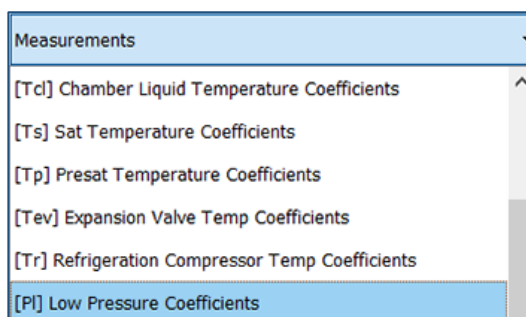 Measurements
[Tcl] Chamber Liquid Temperature Coefficients
[Ts] Sat Temperature Coefficients
[Tp] Presat Temperature Coefficients
[Tev] Expansion Valve Temp Coefficients
[Tr] Refrigeration Compressor Temp Coefficients
[Pl] Low Pressure Coefficients